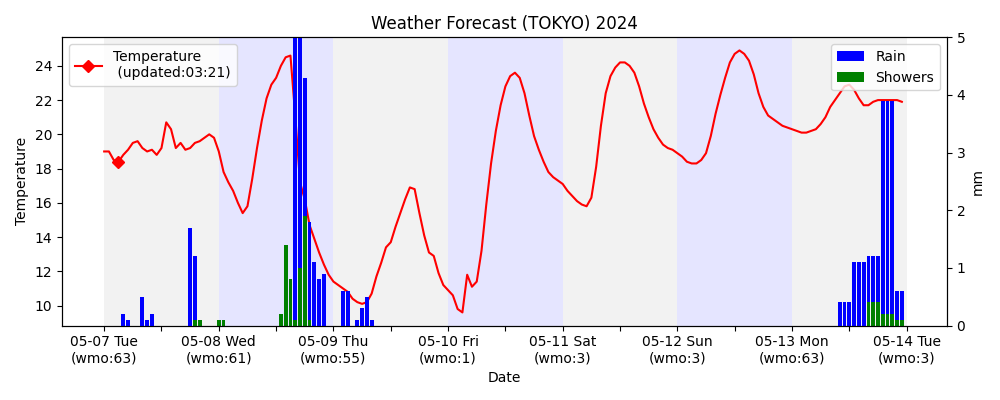 Weather Forecast (TOKYO) 2024
Temperature
(updated:03:21)
Rain
Showers
Temperature
24
22
20
18
16
14
12
10
5
4
3
2
1
0
mm
05-07 Tue
(wmo:63)
05-08 Wed
(wmo:61)
05-09 Thu
(wmo:55)
05-10 Fri
(wmo:1)
05-11 Sat
(wmo:3)
05-12 Sun
(wmo:3)
05-13 Mon
(wmo:63)
05-14 Tue
(wmo:3)
Date